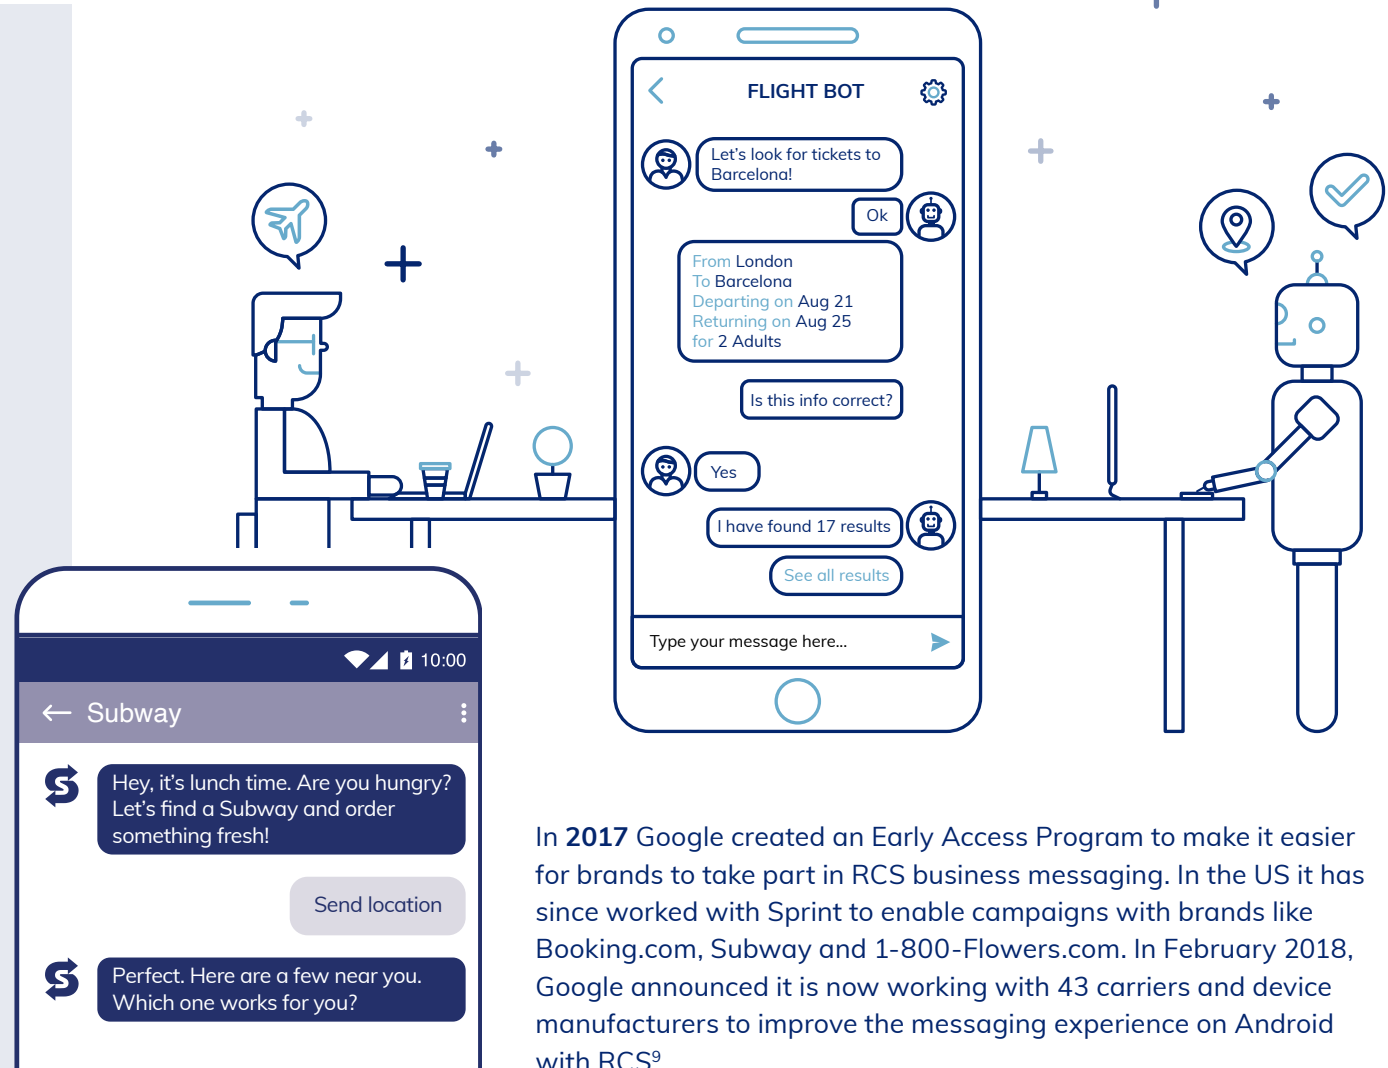 FLIGHT BOT
Let’s look for tickets to
Barcelona!
Ok
From London
To Barcelona
Departing on Aug 21
Returning on Aug 25
for 2 Adults
Is this info correct?
Yes
I have found 17 results
See all results
Type your message here...
10:00
Subway
S
Hey, it’s lunch time. Are you hungry?
Let’s find a Subway and order
something fresh!
Send location
S
Perfect. Here are a few near you.
Which one works for you?
In 2017 Google created an Early Access Program to make it easier
for brands to take part in RCS business messaging. In the US it has
since worked with Sprint to enable campaigns with brands like
Booking.com, Subway and 1-800-Flowers.com. In February 2018,
Google announced it is now working with 43 carriers and device
manufacturers to improve the messaging experience on Android
with RCS⁹